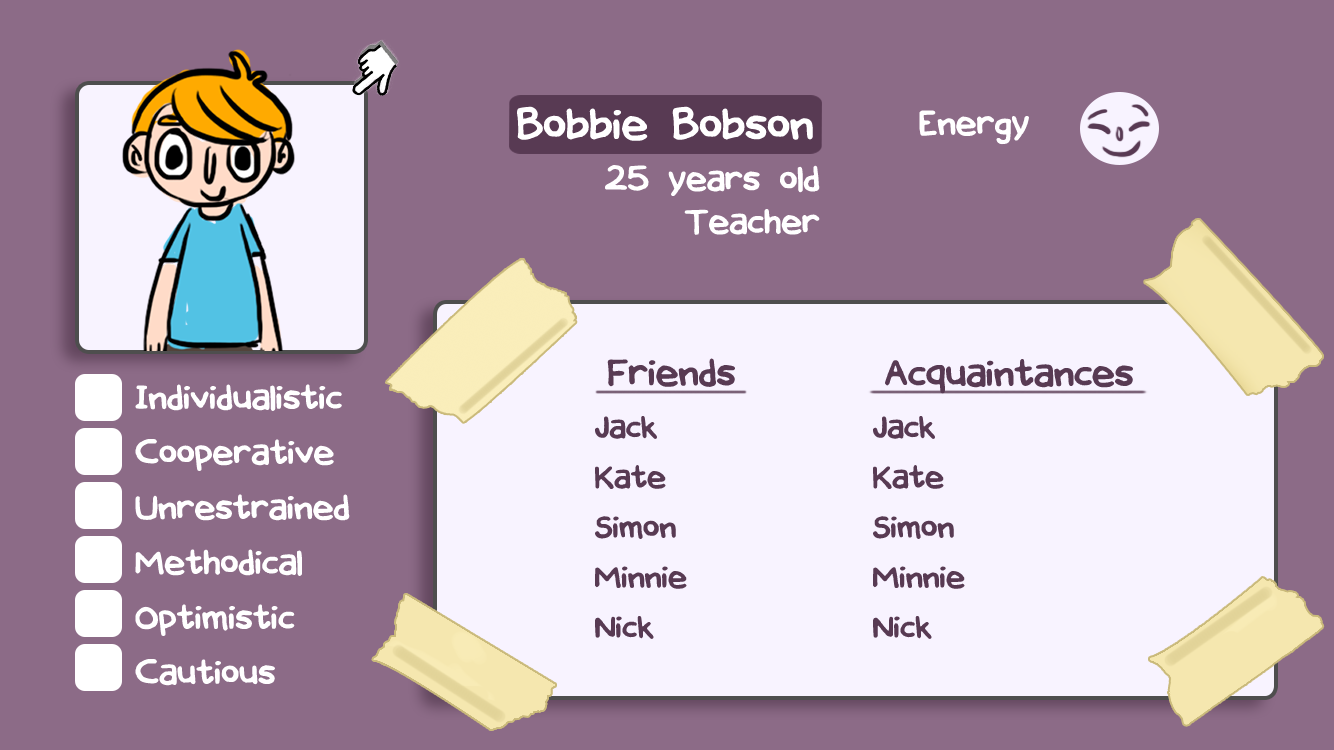 Bobbie Bobson
25 years old
Teacher
Energy
Individualistic
Cooperative
Unrestrained
Methodical
Optimistic
Cautious
Friends
Jack
Kate
Simon
Minnie
Nick
Acquaintances
Jack
Kate
Simon
Minnie
Nick